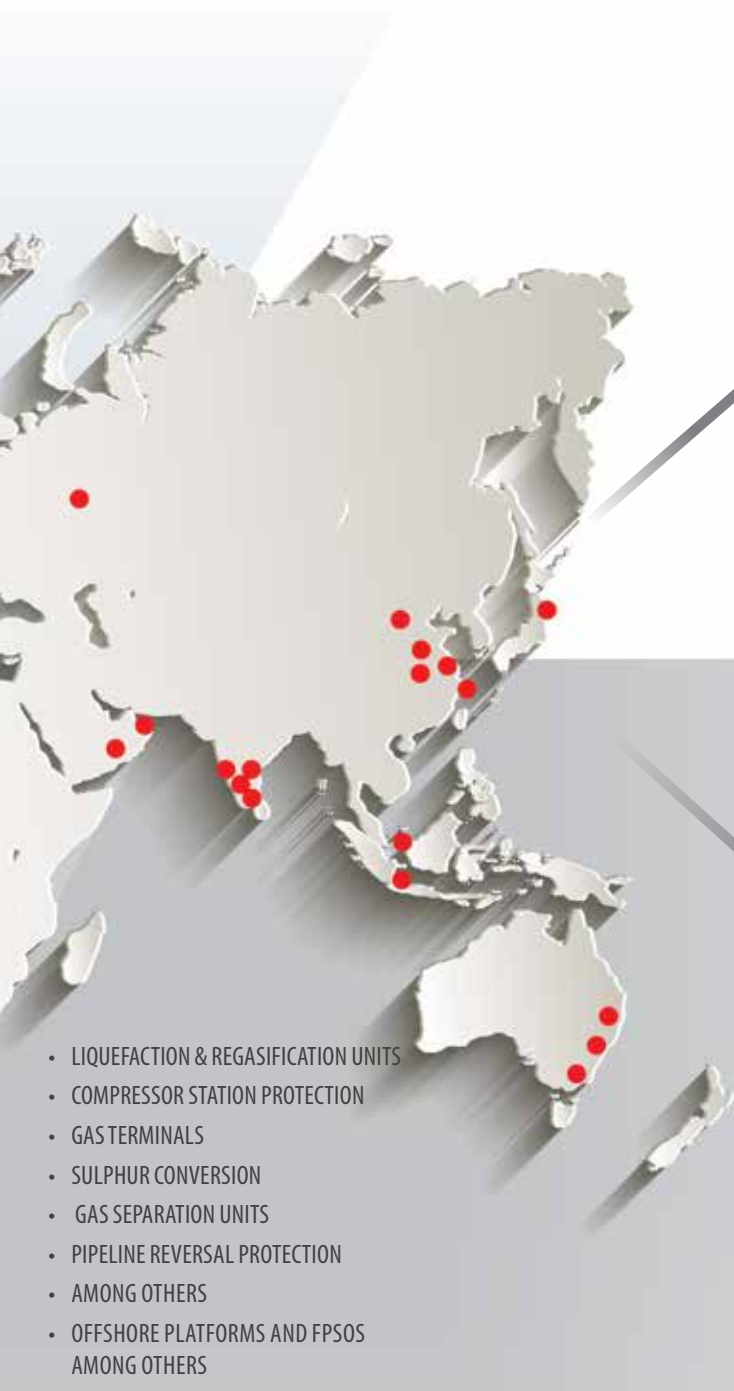 • LIQUEFACTION & REGASIFICATION UNITS
• COMPRESSOR STATION PROTECTION
• GAS TERMINALS
• SULPHUR CONVERSION
• GAS SEPARATION UNITS
• PIPELINE REVERSAL PROTECTION
• AMONG OTHERS
• OFFSHORE PLATFORMS AND FPSOS
AMONG OTHERS